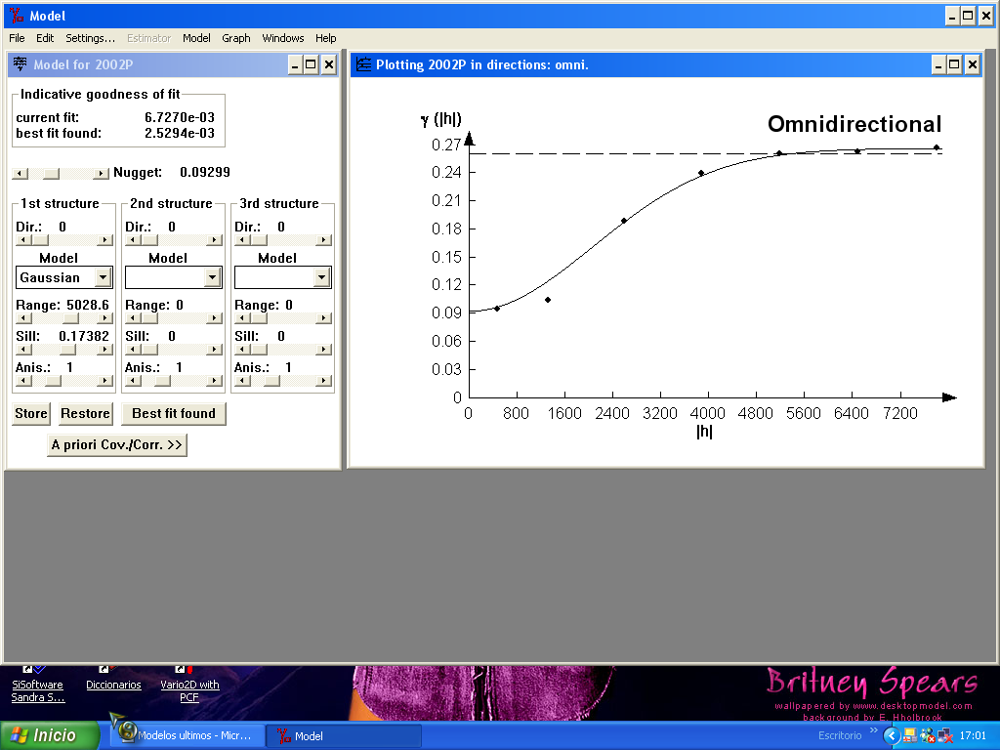 Model
File Edit Settings... Estimator Model Graph Windows Help
Model for 2002P
Indicative goodness of fit
current fit: 6.7270e-03
best fit found: 2.5294e-03
Nugget: 0.09299
1st structure 2nd structure 3rd structure
Dir.: 0 Dir.: 0 Dir.: 0
Model Model Model
Gaussian
Range: 5028.6 Range: 0 Range: 0
Sill: 0.17382 Sill: 0 Sill: 0
Anis.: 1 Anis.: 1 Anis.: 1
Store Restore Best fit found
A priori Cov./Corr. >>
Plotting 2002P in directions: omni.
γ (|h|)
Omnidirectional
0.27
0.24
0.21
0.18
0.15
0.12
0.09
0.06
0.03
0
0 800 1600 2400 3200 4000 4800 5600 6400 7200
|h|
SiSoftware Sandra S...
Diccionarios
Vario2D with PCF
Britney Spears
wallpapered by www.desktopmodel.com
background by E. Hholbrook
Inicio
Modelos ultimos - Micr...
Model
Escritorio »
17:01